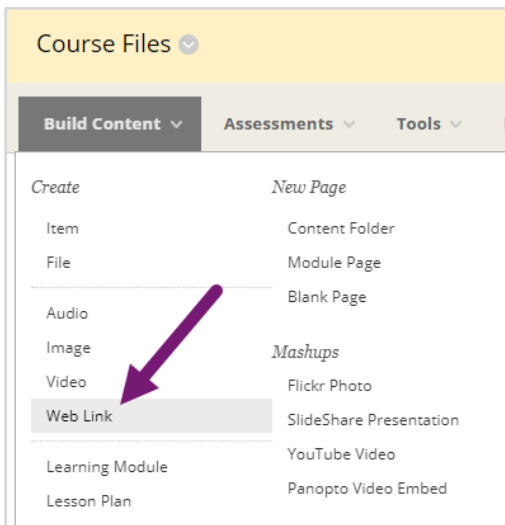 Course Files
Build Content
Assessments
Tools
Create
Item
File
Audio
Image
Video
Web Link
Learning Module
Lesson Plan
New Page
Content Folder
Module Page
Blank Page
Mashups
Flickr Photo
SlideShare Presentation
YouTube Video
Panopto Video Embed